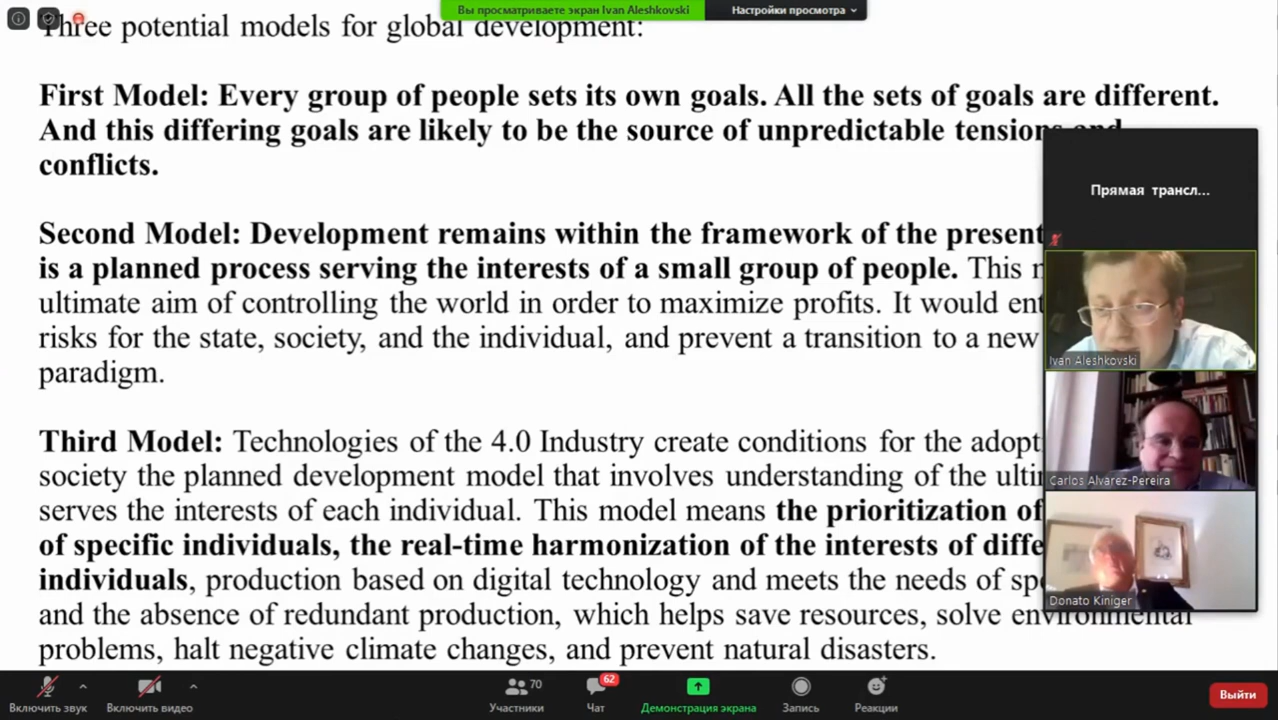 Вы просматриваете экран Ivan Aleshkovski
Настройки просмотра
Three potential models for global development:
First Model: Every group of people sets its own goals. All the sets of goals are different.
And this differing goals are likely to be the source of unpredictable tensions and
conflicts.
Second Model: Development remains within the framework of the present
is a planned process serving the interests of a small group of people. This
ultimate aim of controlling the world in order to maximize profits. It would
risks for the state, society, and the individual, and prevent a transition to a new
paradigm.
Third Model: Technologies of the 4.0 Industry create conditions for the
society the planned development model that involves understanding of the
serves the interests of each individual. This model means the prioritization of
of specific individuals, the real-time harmonization of the interests of
individuals, production based on digital technology and meets the needs of
and the absence of redundant production, which helps save resources, solve environmental
problems, halt negative climate changes, and prevent natural disasters.
Прямая трансл...
Ivan Aleshkovski
Carlos Alvarez-Pereira
Donato Kiniger
70
62
Включить звук
Включить видео
Участники
Чат
Демонстрация экрана
Запись
Реакции
Выйти